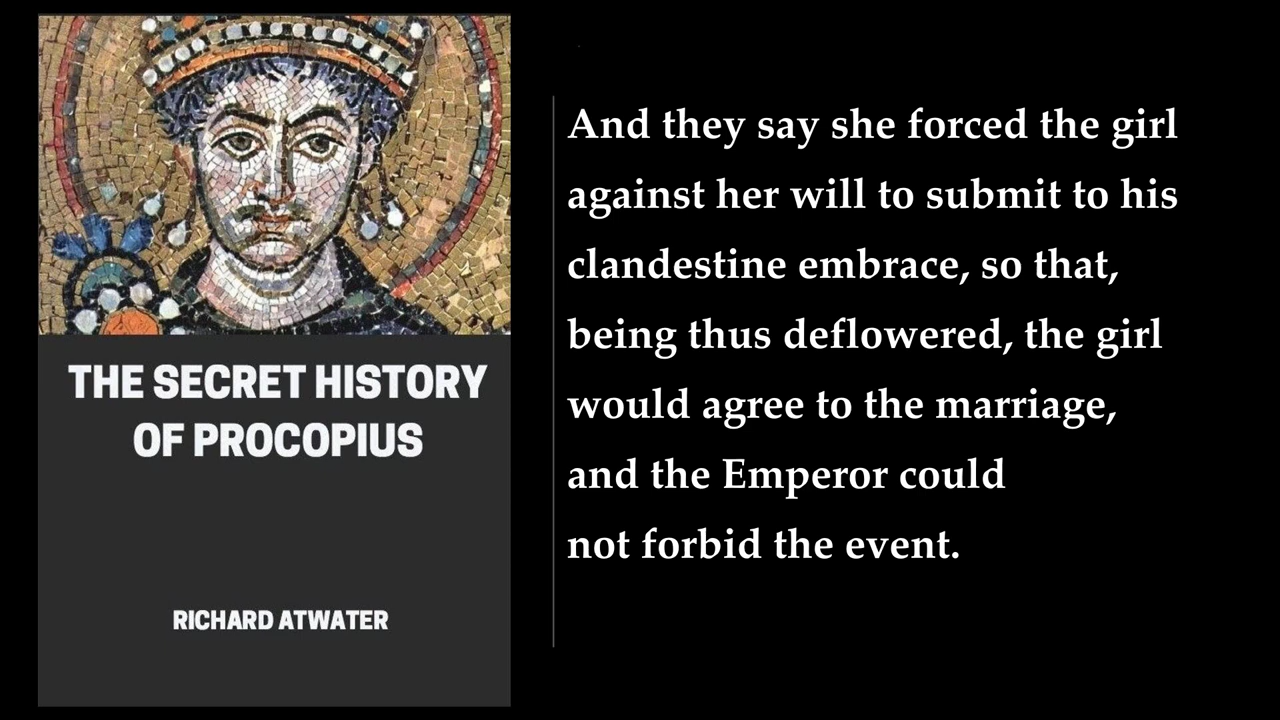 THE SECRET HISTORY
OF PROCOPIUS
RICHARD ATWATER
And they say she forced the girl
against her will to submit to his
clandestine embrace, so that,
being thus deflowered, the girl
would agree to the marriage,
and the Emperor could
not forbid the event.